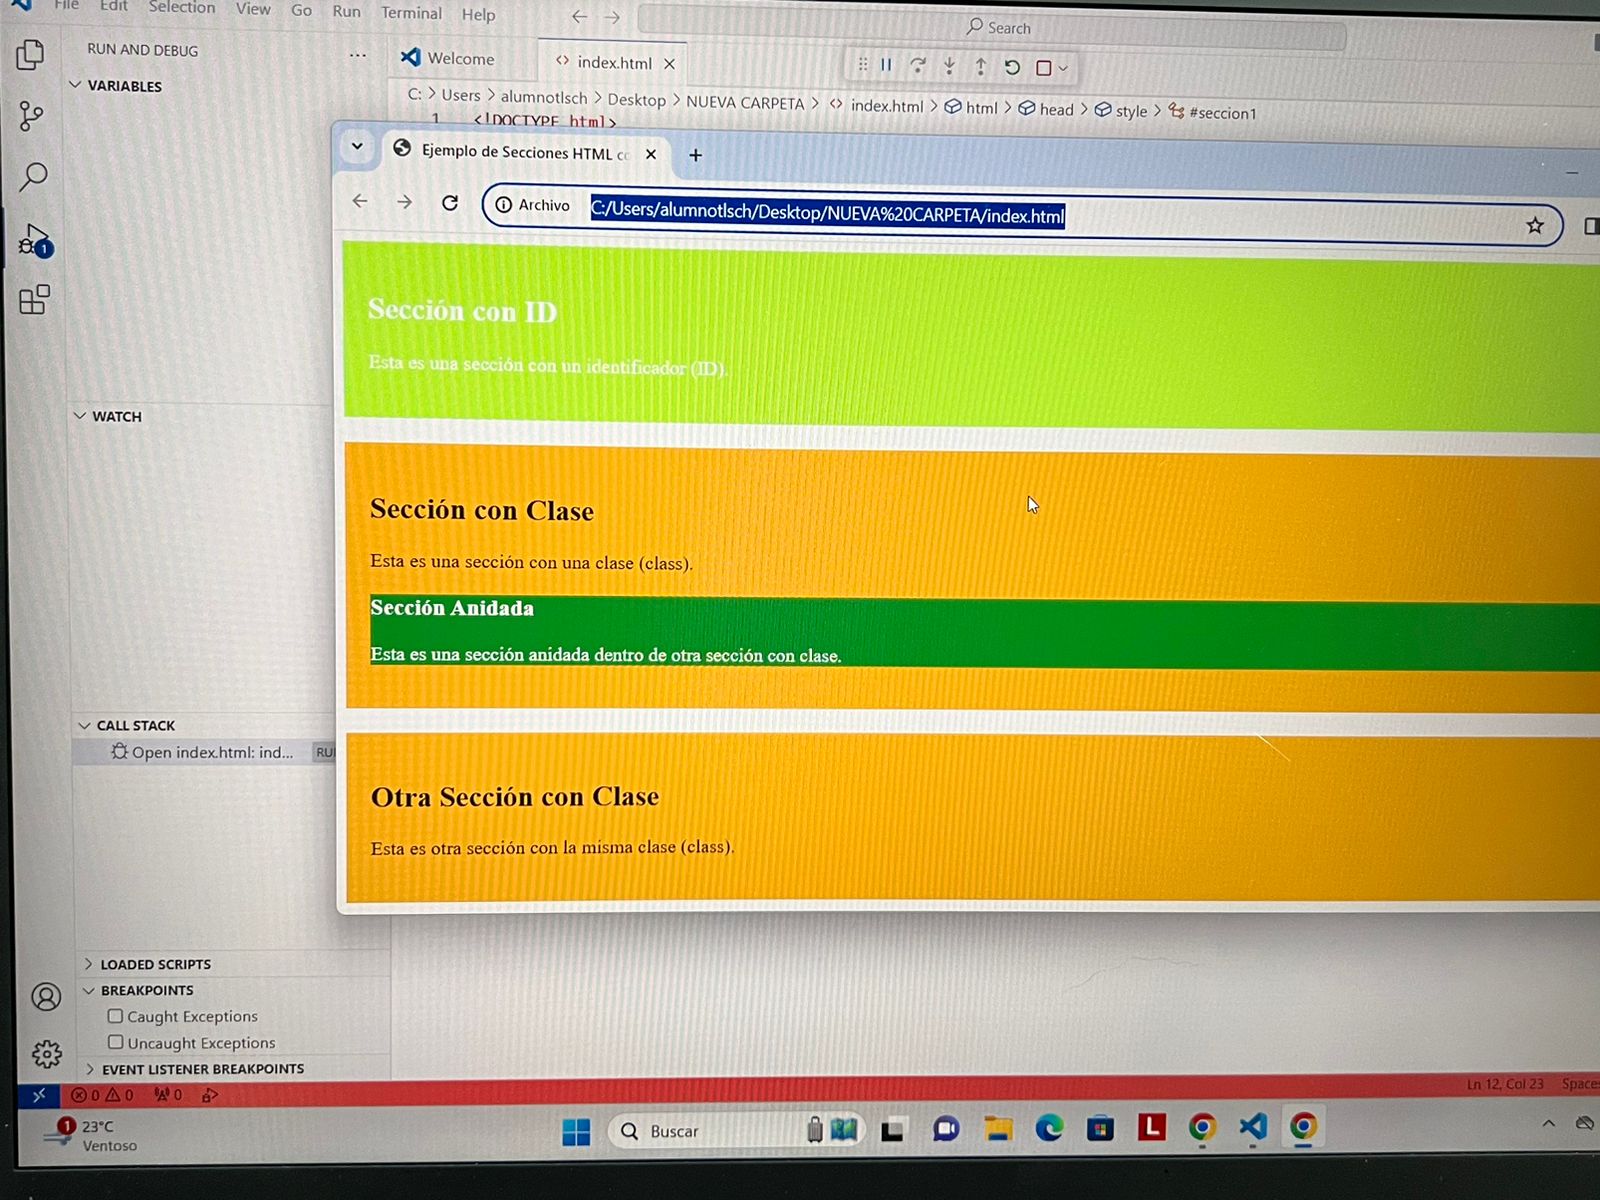 File Edit Selection View Go Run Terminal Help
Search
RUN AND DEBUG ...
VARIABLES
Welcome
<> index.html
C: > Users > alumnotlsch > Desktop > NUEVA CARPETA > <> index.html > html > head > style > #seccion1
1 <!DOCTYPE html>
Ejemplo de Secciones HTML
Archivo C:/Users/alumnotlsch/Desktop/NUEVA%20CARPETA/index.html
1
Sección con ID
Esta es una sección con un identificador (ID).
WATCH
Sección con Clase
Esta es una sección con una clase (class).
Sección Anidada
Esta es una sección anidada dentro de otra sección con clase.
CALL STACK
Open index.html: ind...
Otra Sección con Clase
Esta es otra sección con la misma clase (class).
LOADED SCRIPTS
BREAKPOINTS
Caught Exceptions
Uncaught Exceptions
EVENT LISTENER BREAKPOINTS
0 0 0
Ln 12, Col 23
1
23°C
Ventoso
Buscar
L